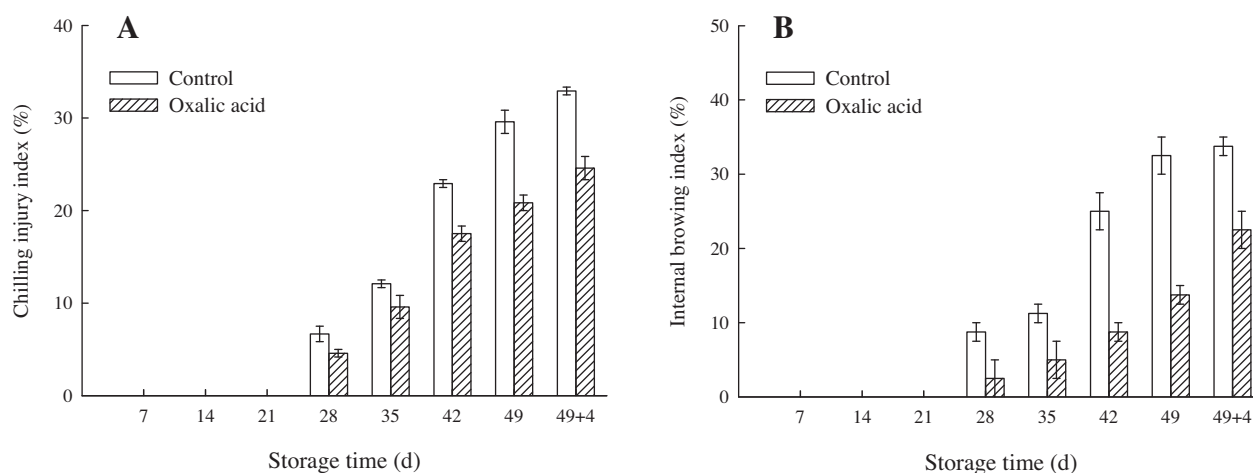 A
Chilling injury index (%)
40
30
20
10
0
Control
Oxalic acid
7 14 21 28 35 42 49 49+4
Storage time (d)
B
Internal browing index (%)
50
40
30
20
10
0
Control
Oxalic acid
7 14 21 28 35 42 49 49+4
Storage time (d)